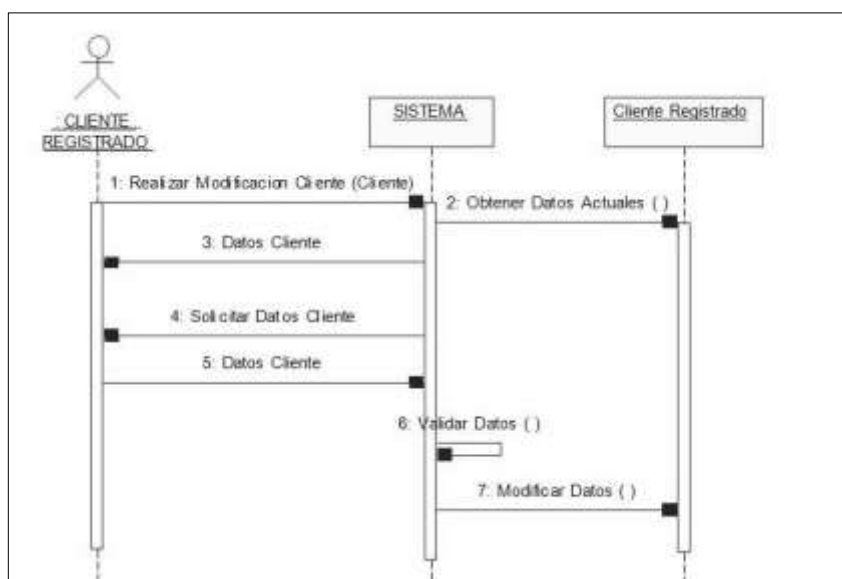 : CLIENTE
REGISTRADO
SISTEMA
Cliente Registrado
1: Realizar Modificacion Cliente (Cliente)
2: Obtener Datos Actuales ( )
3: Datos Cliente
4: Solicitar Datos Cliente
5: Datos Cliente
6: Validar Datos ( )
7: Modificar Datos ( )